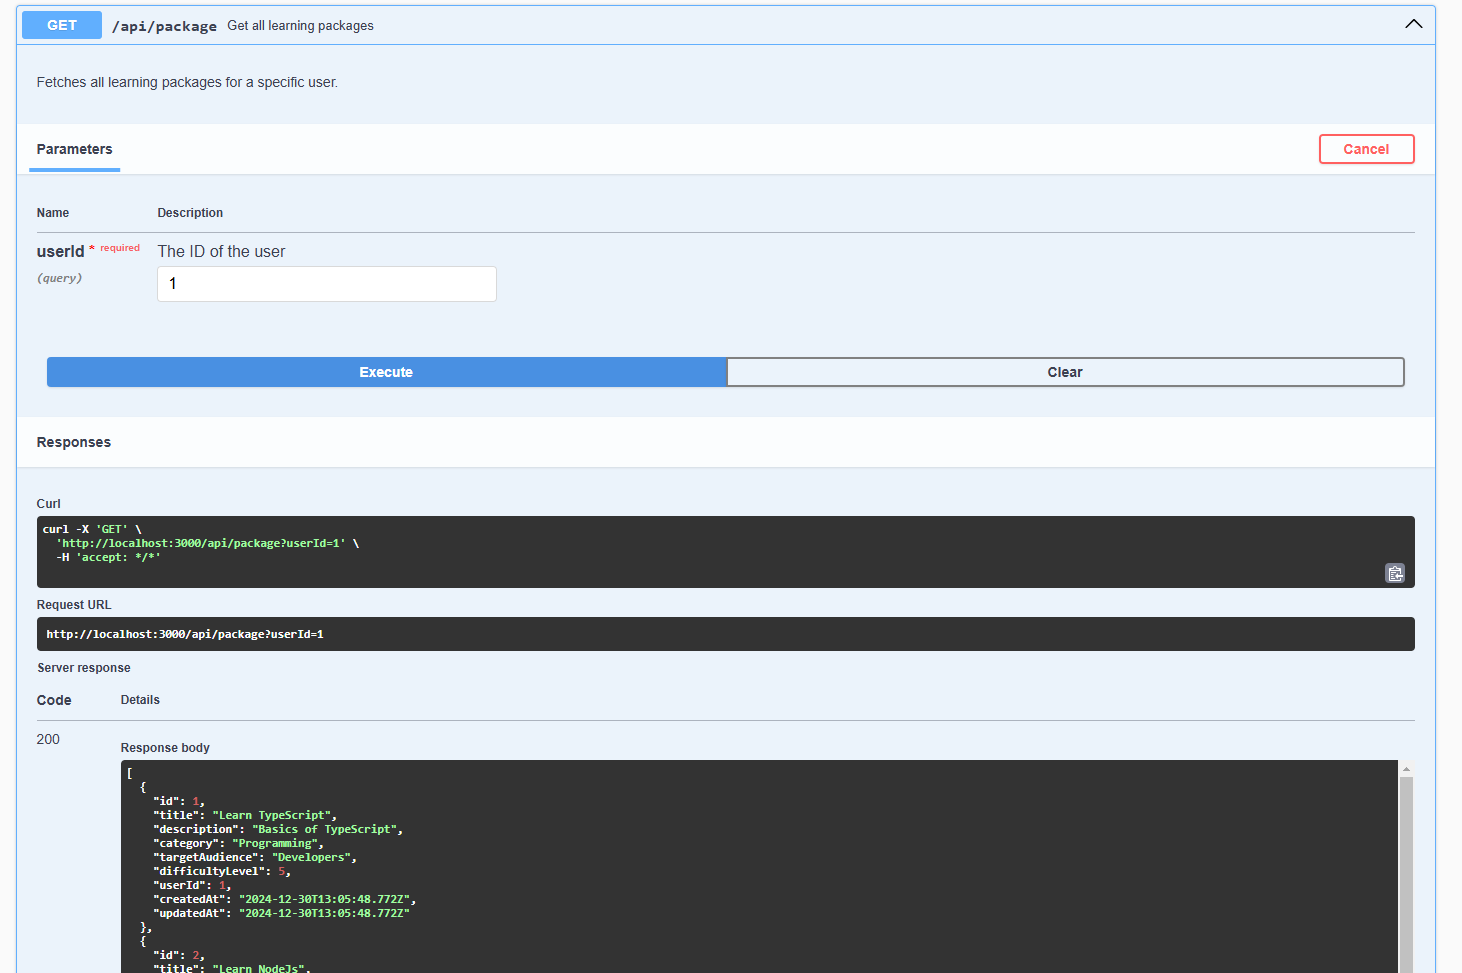 GET /api/package Get all learning packages
Fetches all learning packages for a specific user.
Parameters
Cancel
Name Description
userId * required The ID of the user
(query) 1
Execute Clear
Responses
Curl
curl -X 'GET' \
  'http://localhost:3000/api/package?userId=1' \
  -H 'accept: */*'
Request URL
http://localhost:3000/api/package?userId=1
Server response
Code Details
200
Response body
[
  {
    "id": 1,
    "title": "Learn TypeScript",
    "description": "Basics of TypeScript",
    "category": "Programming",
    "targetAudience": "Developers",
    "difficultyLevel": 5,
    "userId": 1,
    "createdAt": "2024-12-30T13:05:48.772Z",
    "updatedAt": "2024-12-30T13:05:48.772Z"
  },
  {
    "id": 2,
    "title": "Learn NodeJs",